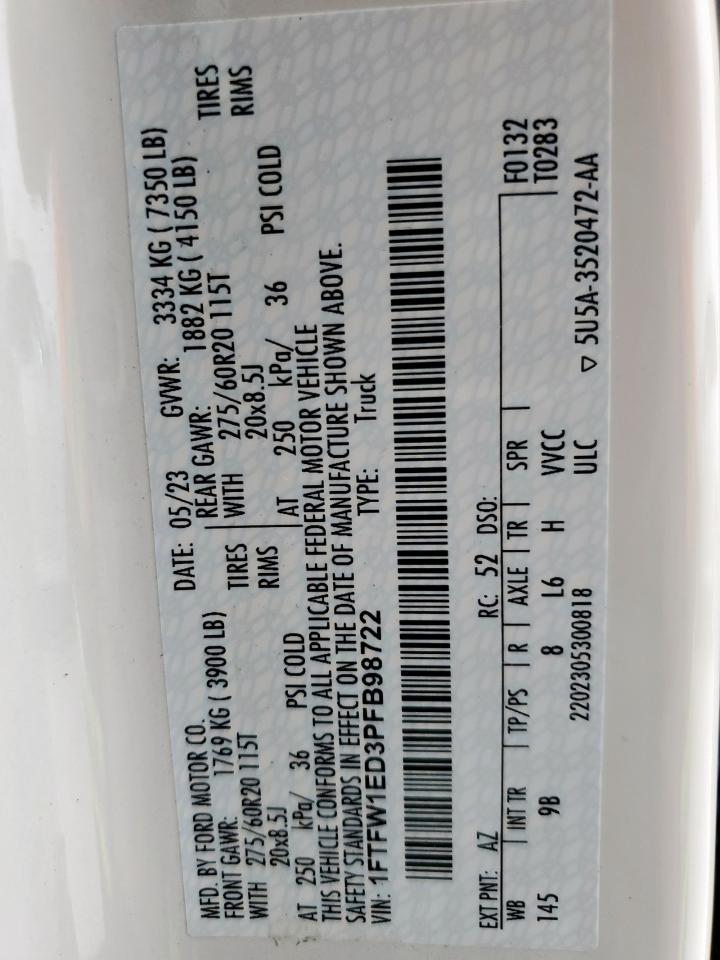 MFD. BY FORD MOTOR CO.
DATE: 05/23 GVWR: 3334 KG ( 7350 LB)
FRONT GAWR: 1769 KG ( 3900 LB)
REAR GAWR: 1882 KG ( 4150 LB)
WITH 275/60R20 115T TIRES
WITH 275/60R20 115T TIRES
20x8.5J RIMS
20x8.5J RIMS
AT 250 kPa/ 36 PSI COLD
AT 250 kPa/ 36 PSI COLD
THIS VEHICLE CONFORMS TO ALL APPLICABLE FEDERAL MOTOR VEHICLE
SAFETY STANDARDS IN EFFECT ON THE DATE OF MANUFACTURE SHOWN ABOVE.
VIN: 1FTFW1ED3PFB98722 TYPE: Truck
EXT PNT: AZ RC: 52 DSO:
F0132
WB INT TR TP/PS R AXLE TR SPR
T0283
145 9B 8 L6 H VVCC
2202305300818 ULC ▽ 5U5A-3520472-AA